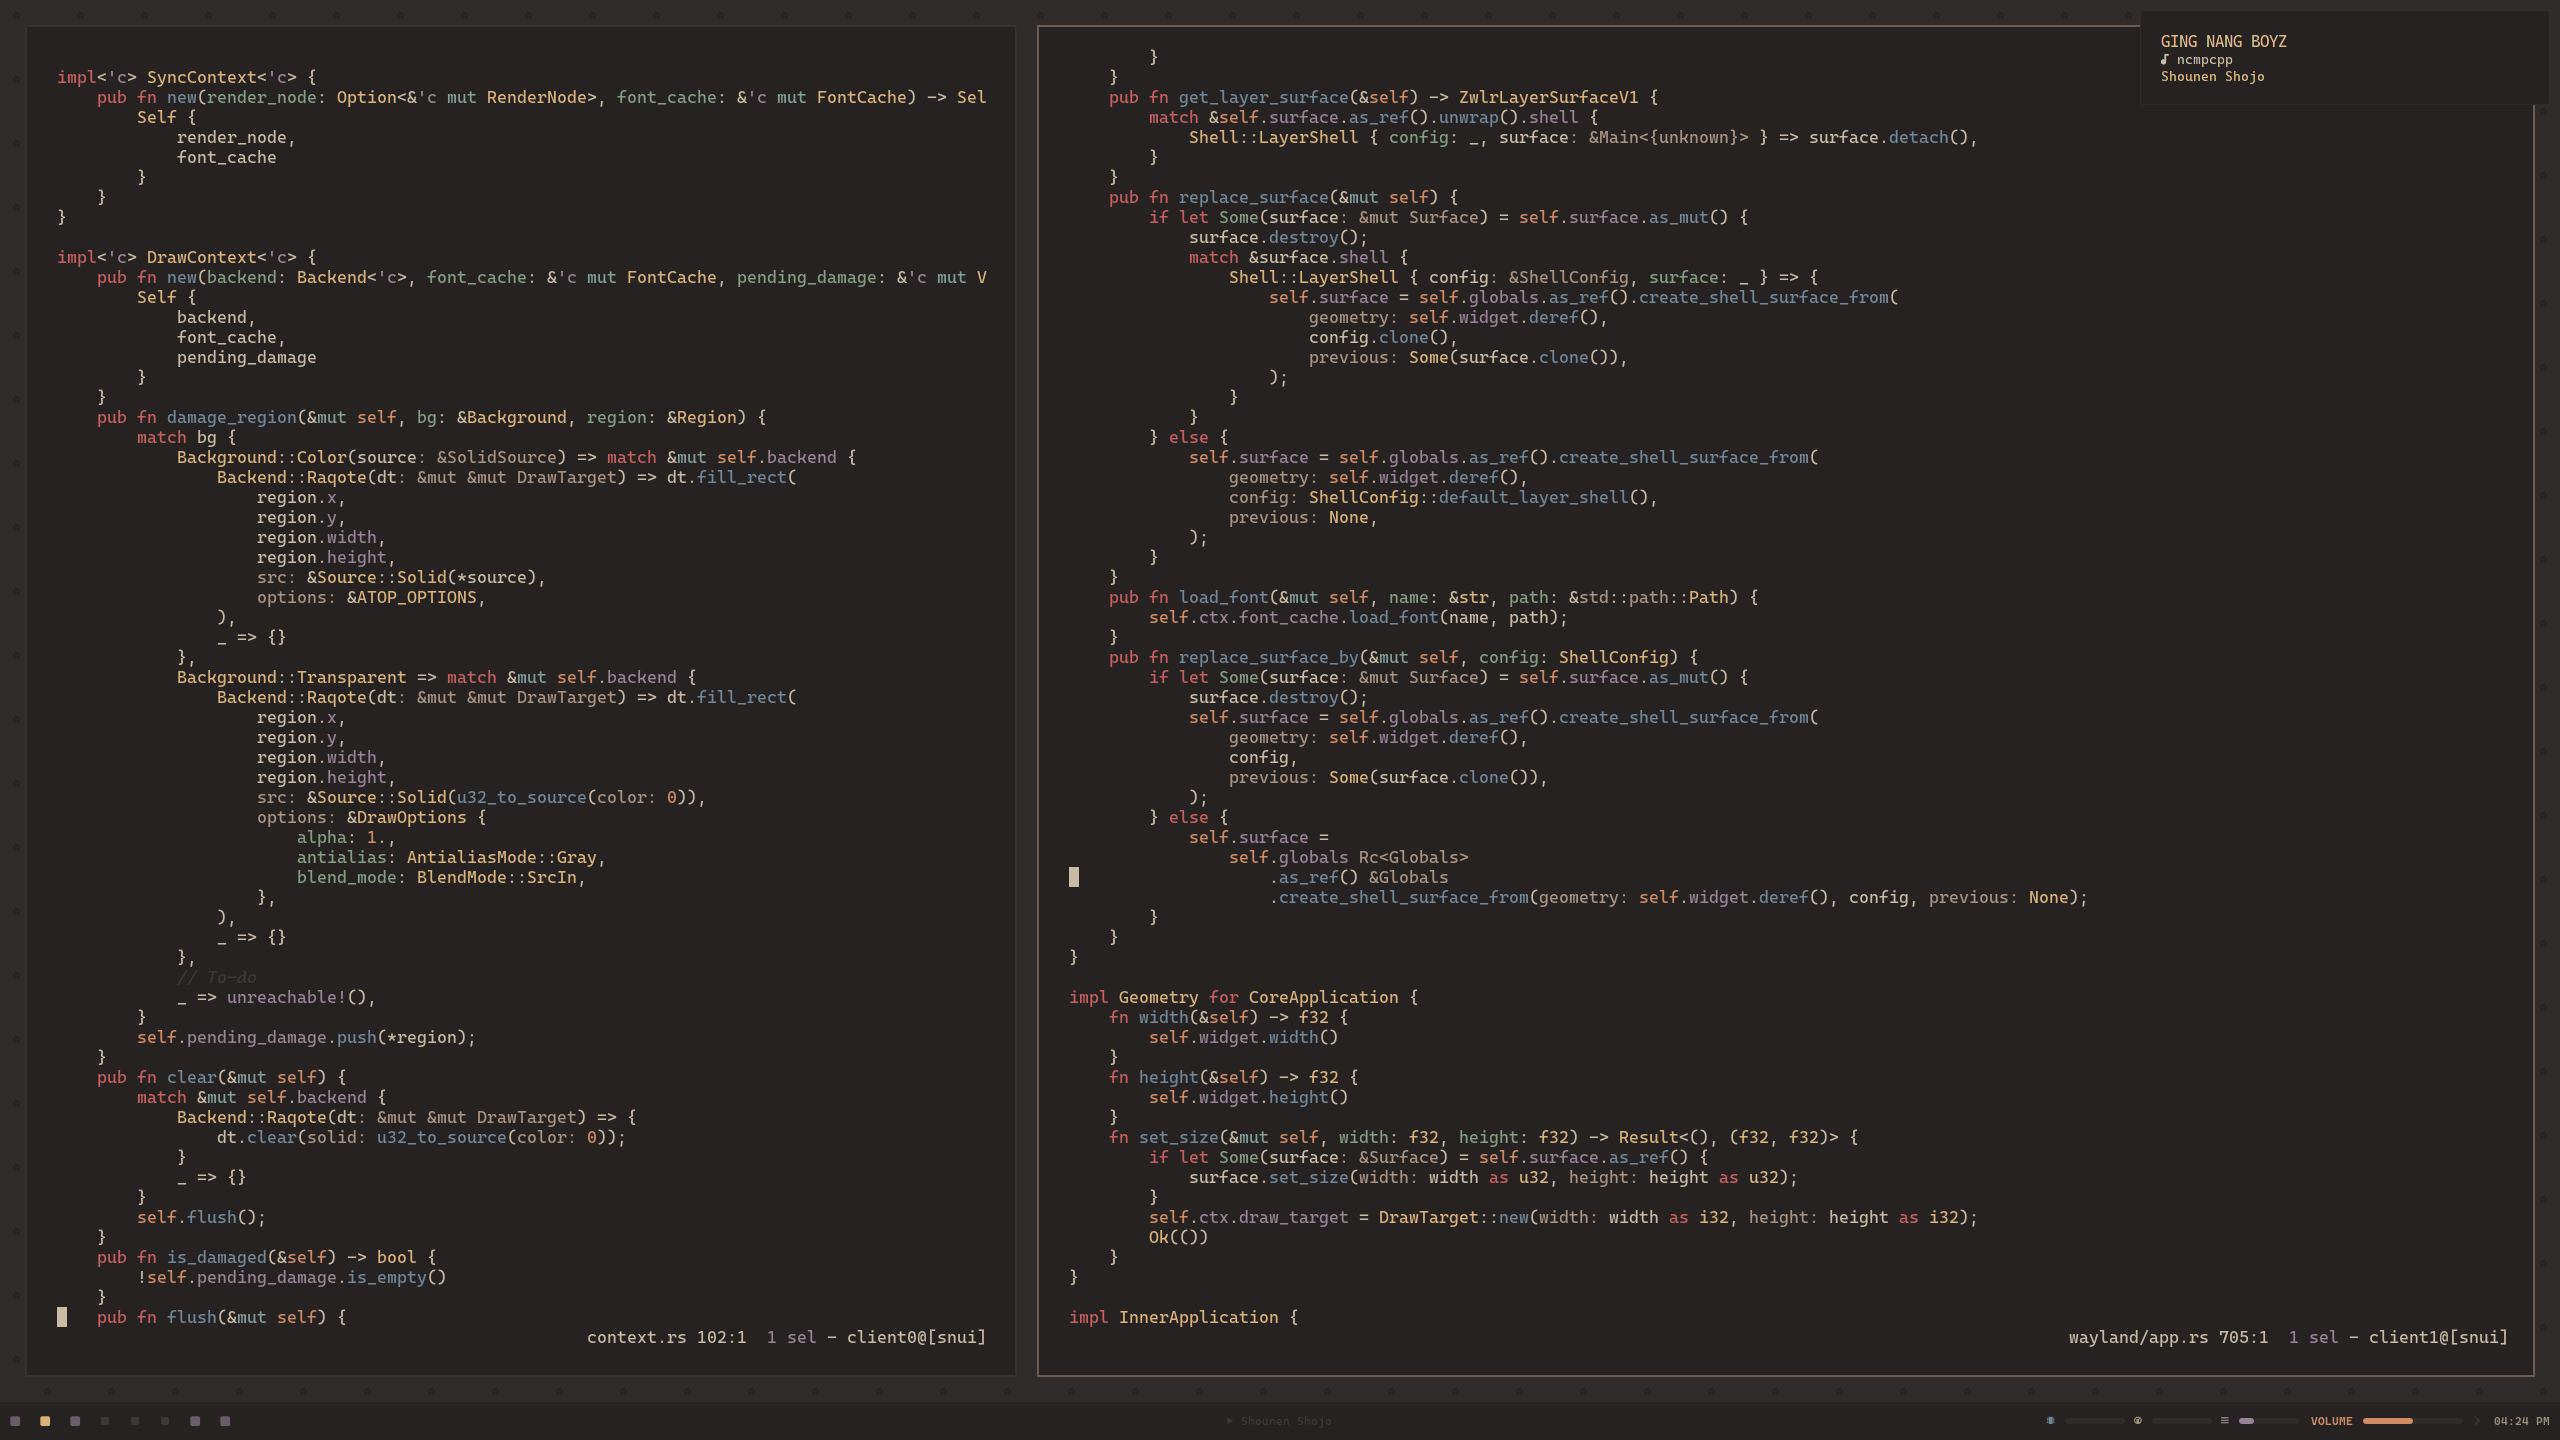 impl<'c> SyncContext<'c> {
    pub fn new(render_node: Option<&'c mut RenderNode>, font_cache: &'c mut FontCache) -> Sel
        Self {
            render_node,
            font_cache
        }
    }
}

impl<'c> DrawContext<'c> {
    pub fn new(backend: Backend<'c>, font_cache: &'c mut FontCache, pending_damage: &'c mut V
        Self {
            backend,
            font_cache,
            pending_damage
        }
    }
    pub fn damage_region(&mut self, bg: &Background, region: &Region) {
        match bg {
            Background::Color(source: &SolidSource) => match &mut self.backend {
                Backend::Raqote(dt: &mut &mut DrawTarget) => dt.fill_rect(
                    region.x,
                    region.y,
                    region.width,
                    region.height,
                    src: &Source::Solid(*source),
                    options: &ATOP_OPTIONS,
                ),
                _ => {}
            },
            Background::Transparent => match &mut self.backend {
                Backend::Raqote(dt: &mut &mut DrawTarget) => dt.fill_rect(
                    region.x,
                    region.y,
                    region.width,
                    region.height,
                    src: &Source::Solid(u32_to_source(color: 0)),
                    options: &DrawOptions {
                        alpha: 1.,
                        antialias: AntialiasMode::Gray,
                        blend_mode: BlendMode::SrcIn,
                    },
                ),
                _ => {}
            },
            // To-do
            _ => unreachable!(),
        }
        self.pending_damage.push(*region);
    }
    pub fn clear(&mut self) {
        match &mut self.backend {
            Backend::Raqote(dt: &mut &mut DrawTarget) => {
                dt.clear(solid: u32_to_source(color: 0));
            }
            _ => {}
        }
        self.flush();
    }
    pub fn is_damaged(&self) -> bool {
        !self.pending_damage.is_empty()
    }
    pub fn flush(&mut self) {
context.rs 102:1  1 sel - client0@[snui]
        }
    }
    pub fn get_layer_surface(&self) -> ZwlrLayerSurfaceV1 {
        match &self.surface.as_ref().unwrap().shell {
            Shell::LayerShell { config: _, surface: &Main<{unknown}> } => surface.detach(),
        }
    }
    pub fn replace_surface(&mut self) {
        if let Some(surface: &mut Surface) = self.surface.as_mut() {
            surface.destroy();
            match &surface.shell {
                Shell::LayerShell { config: &ShellConfig, surface: _ } => {
                    self.surface = self.globals.as_ref().create_shell_surface_from(
                        geometry: self.widget.deref(),
                        config.clone(),
                        previous: Some(surface.clone()),
                    );
                }
            }
        } else {
            self.surface = self.globals.as_ref().create_shell_surface_from(
                geometry: self.widget.deref(),
                config: ShellConfig::default_layer_shell(),
                previous: None,
            );
        }
    }
    pub fn load_font(&mut self, name: &str, path: &std::path::Path) {
        self.ctx.font_cache.load_font(name, path);
    }
    pub fn replace_surface_by(&mut self, config: ShellConfig) {
        if let Some(surface: &mut Surface) = self.surface.as_mut() {
            surface.destroy();
            self.surface = self.globals.as_ref().create_shell_surface_from(
                geometry: self.widget.deref(),
                config,
                previous: Some(surface.clone()),
            );
        } else {
            self.surface =
                self.globals Rc<Globals>
                    .as_ref() &Globals
                    .create_shell_surface_from(geometry: self.widget.deref(), config, previous: None);
        }
    }
}

impl Geometry for CoreApplication {
    fn width(&self) -> f32 {
        self.widget.width()
    }
    fn height(&self) -> f32 {
        self.widget.height()
    }
    fn set_size(&mut self, width: f32, height: f32) -> Result<(), (f32, f32)> {
        if let Some(surface: &Surface) = self.surface.as_ref() {
            surface.set_size(width: width as u32, height: height as u32);
        }
        self.ctx.draw_target = DrawTarget::new(width: width as i32, height: height as i32);
        Ok(())
    }
}

impl InnerApplication {
wayland/app.rs 705:1  1 sel - client1@[snui]
GING NANG BOYZ
♪ ncmpcpp
Shounen Shojo
Shounen Shojo
VOLUME
04:24 PM